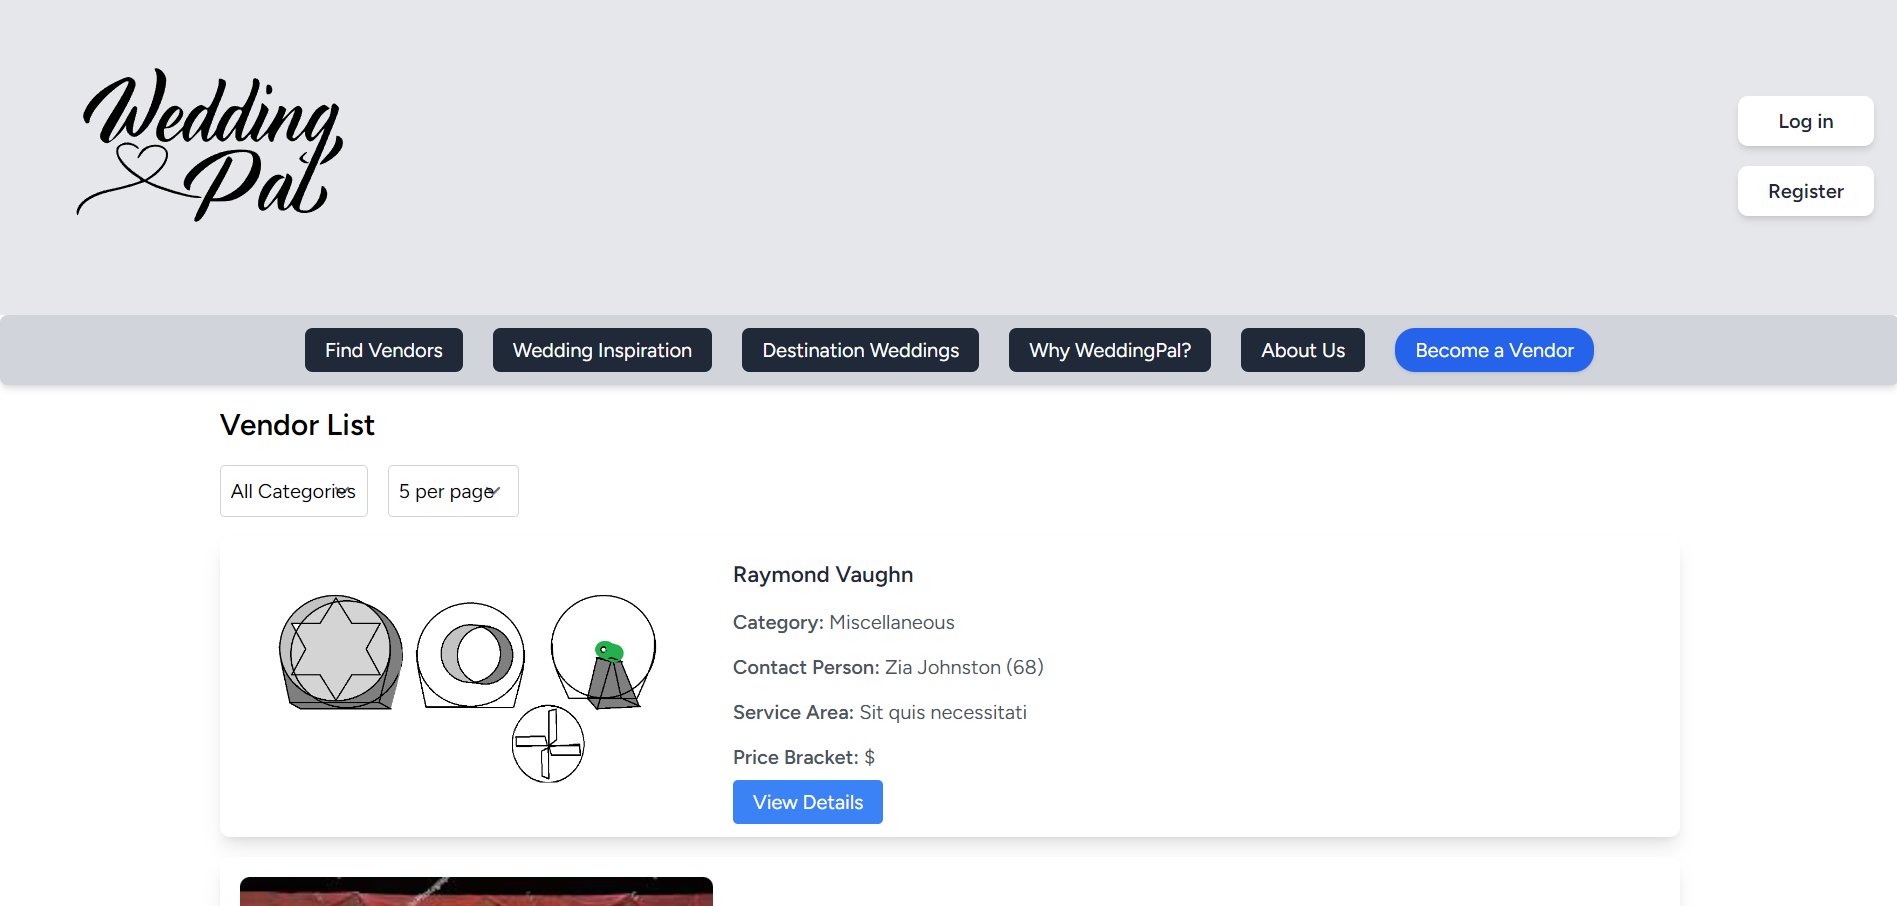 Wedding
Pal
Log in
Register
Find Vendors
Wedding Inspiration
Destination Weddings
Why WeddingPal?
About Us
Become a Vendor
Vendor List
All Categories
5 per page
Raymond Vaughn
Category: Miscellaneous
Contact Person: Zia Johnston (68)
Service Area: Sit quis necessitati
Price Bracket: $
View Details